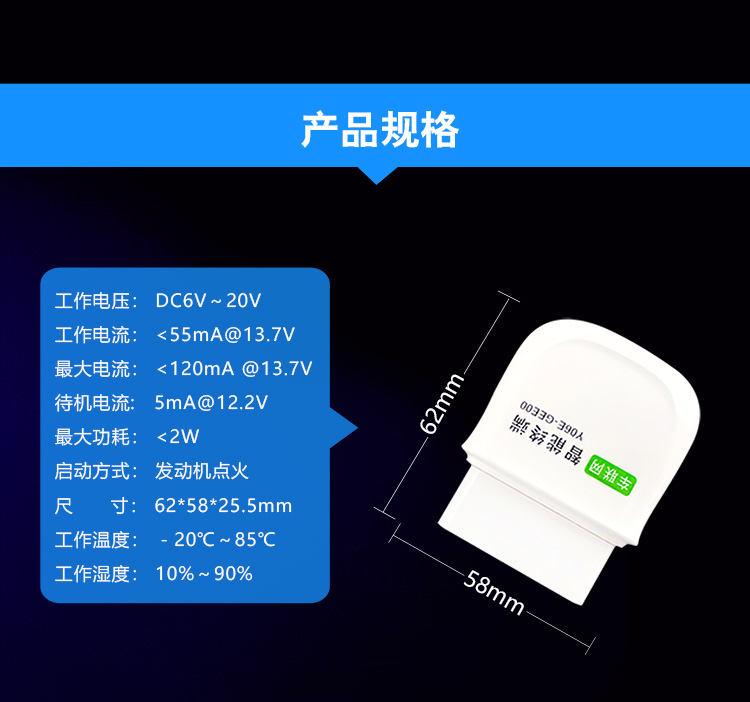 产品规格
工作电压： DC6V～20V
工作电流： <55mA@13.7V
最大电流： <120mA @13.7V
待机电流: 5mA@12.2V
最大功耗： <2W
启动方式： 发动机点火
尺 寸： 62*58*25.5mm
工作温度： - 20℃～85℃
工作湿度： 10%～90%
62mm
58mm
车联网
智能终端
Y06E-GEE00